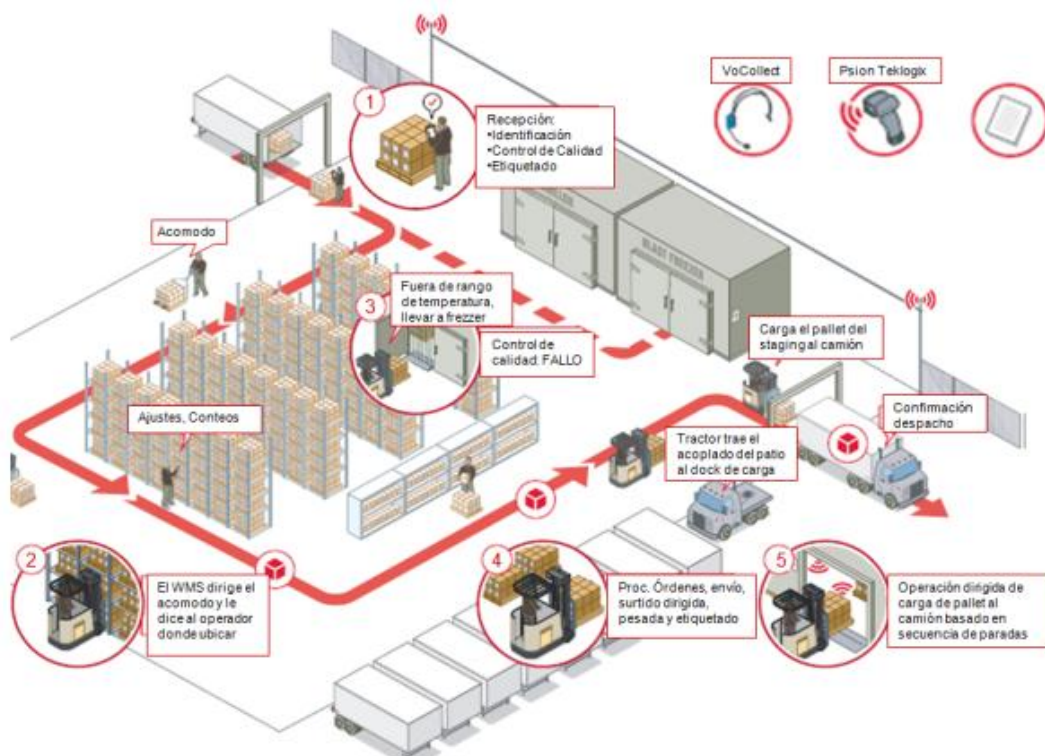 VoCollect
Psion Teklogix
1
Recepción:
•Identificación
•Control de Calidad
•Etiquetado
Acomodo
BLAST FREEZER
3
Fuera de rango
de temperatura,
llevar a frezzer
Control de
calidad: FALLO
Carga el pallet del
staging al camión
Ajustes, Conteos
Tractor trae el
acoplado del patio
al dock de carga
Confirmación
despacho
2
El WMS dirige el
acomodo y le
dice al operador
donde ubicar
4
Proc. Órdenes, envío,
surtido dirigida,
pesada y etiquetado
5
Operación dirigida de
carga de pallet al
camión basado en
secuencia de paradas